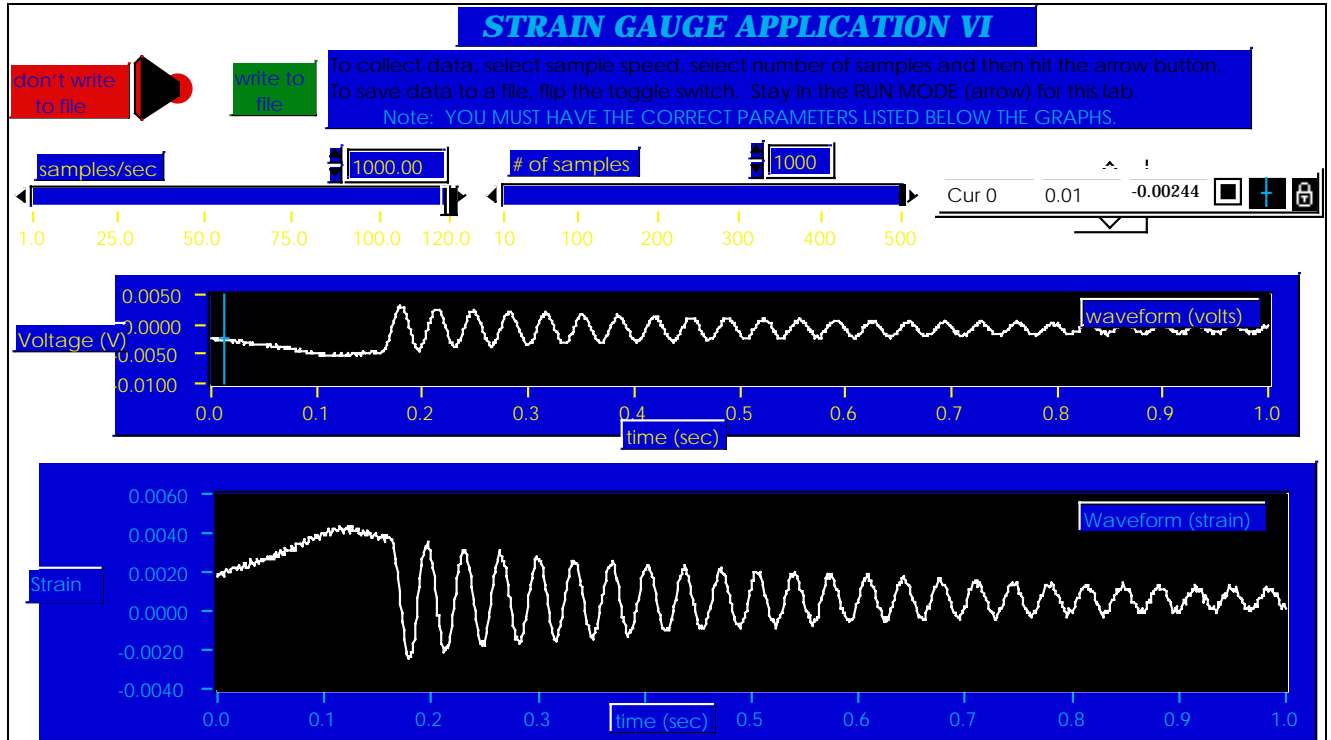 STRAIN GAUGE APPLICATION VI
don't write
to file
write to
file
To collect data, select sample speed, select number of samples and then hit the arrow button.
To save data to a file, flip the toggle switch. Stay in the RUN MODE (arrow) for this lab.
Note: YOU MUST HAVE THE CORRECT PARAMETERS LISTED BELOW THE GRAPHS.
samples/sec
1000.00
1.0 25.0 50.0 75.0 100.0 120.0
# of samples
1000
10 100 200 300 400 500
Cur 0 0.01 -0.00244
Voltage (V)
0.0050
0.0000
0.0050
-0.0100
waveform (volts)
0.0 0.1 0.2 0.3 0.4 0.5 0.6 0.7 0.8 0.9 1.0
time (sec)
Strain
0.0060
0.0040
0.0020
0.0000
-0.0020
-0.0040
Waveform (strain)
0.0 0.1 0.2 0.3 0.5 0.6 0.7 0.8 0.9 1.0
time (sec)